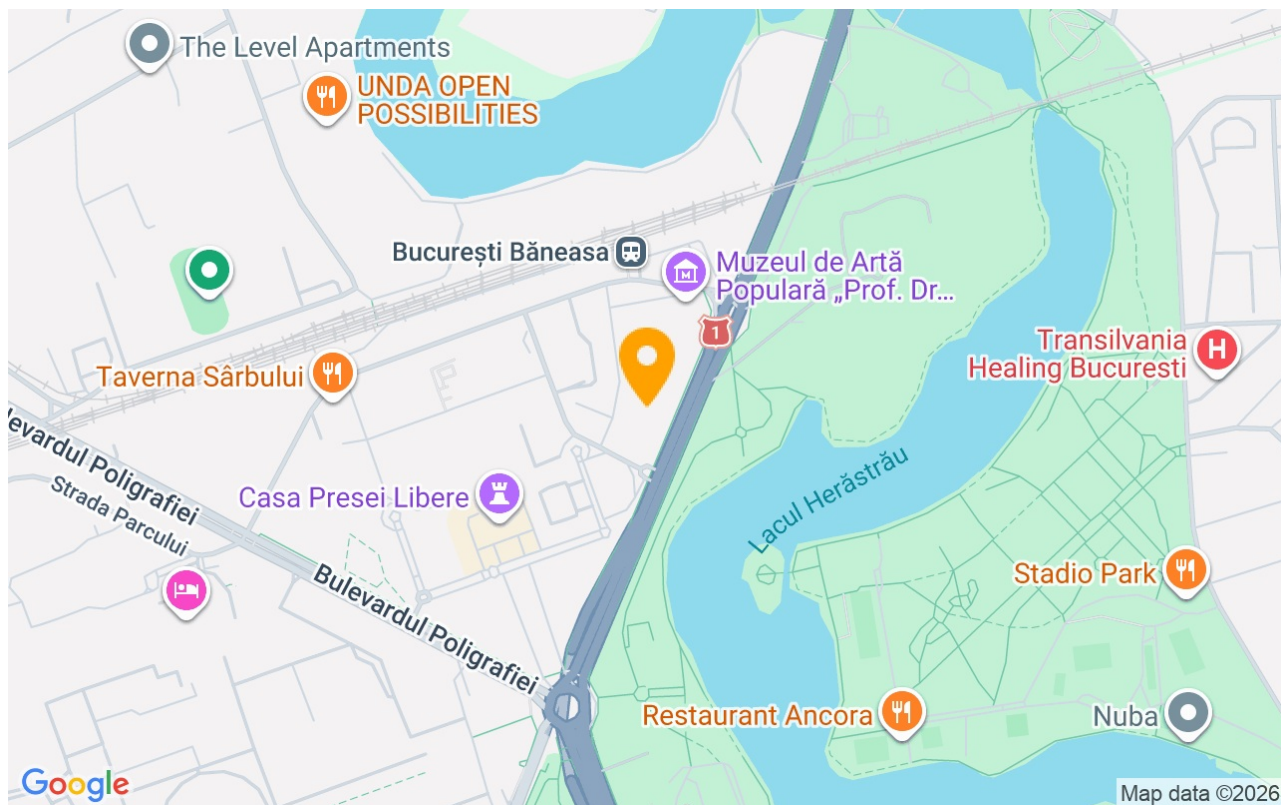 The Level Apartments
UNDA OPEN
POSSIBILITIES
București Băneasa
Muzeul de Artă
Populară „Prof. Dr...
1
Transilvania
Healing Bucuresti
H
Taverna Sârbului
levardul Poligrafiei
Strada Parcului
Casa Presei Libere
Lacul Herăstrău
Bulevardul Poligrafiei
Stadio Park
Restaurant Ancora
Nuba
Google
Map data ©2026